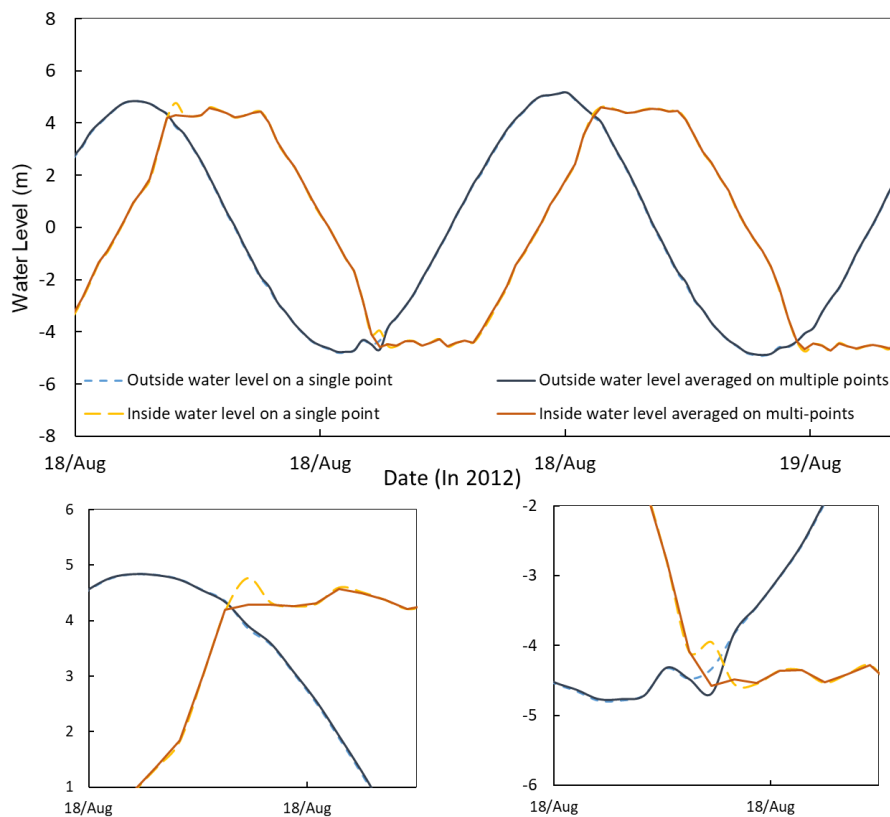 8
6
4
2
0
-2
-4
-6
-8
Water Level (m)
Outside water level on a single point
Outside water level averaged on multiple points
Inside water level on a single point
Inside water level averaged on multi-points
18/Aug
18/Aug
18/Aug
19/Aug
Date (In 2012)
6
5
4
3
2
1
18/Aug
18/Aug
-2
-3
-4
-5
-6
18/Aug
18/Aug